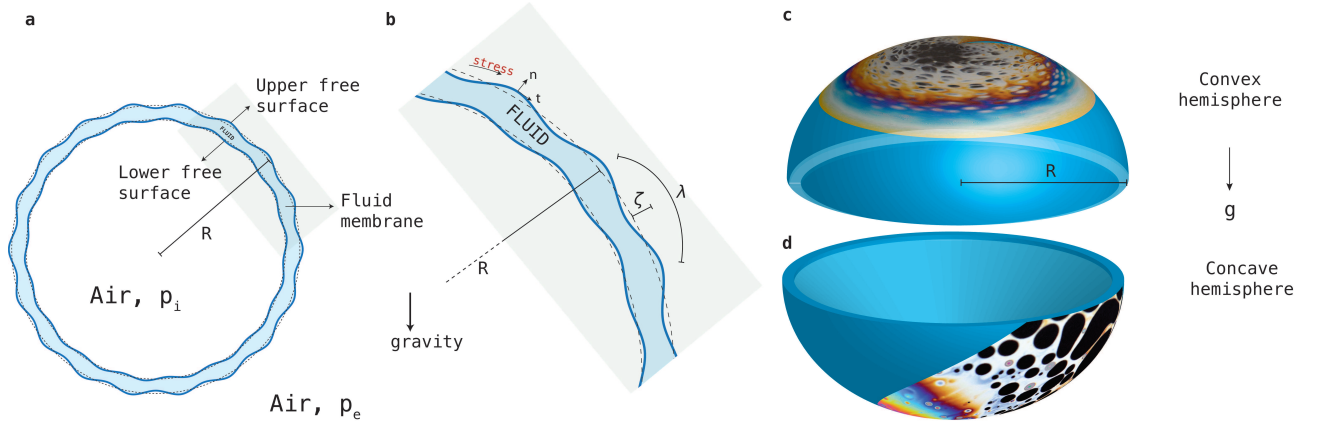 a
Upper free
surface
FLUID
Lower free
surface
R
Fluid
membrane
Air, pi
Air, pe
b
stress
n
t
FLUID
λ
ζ
R
gravity
c
R
Convex
hemisphere
g
d
Concave
hemisphere